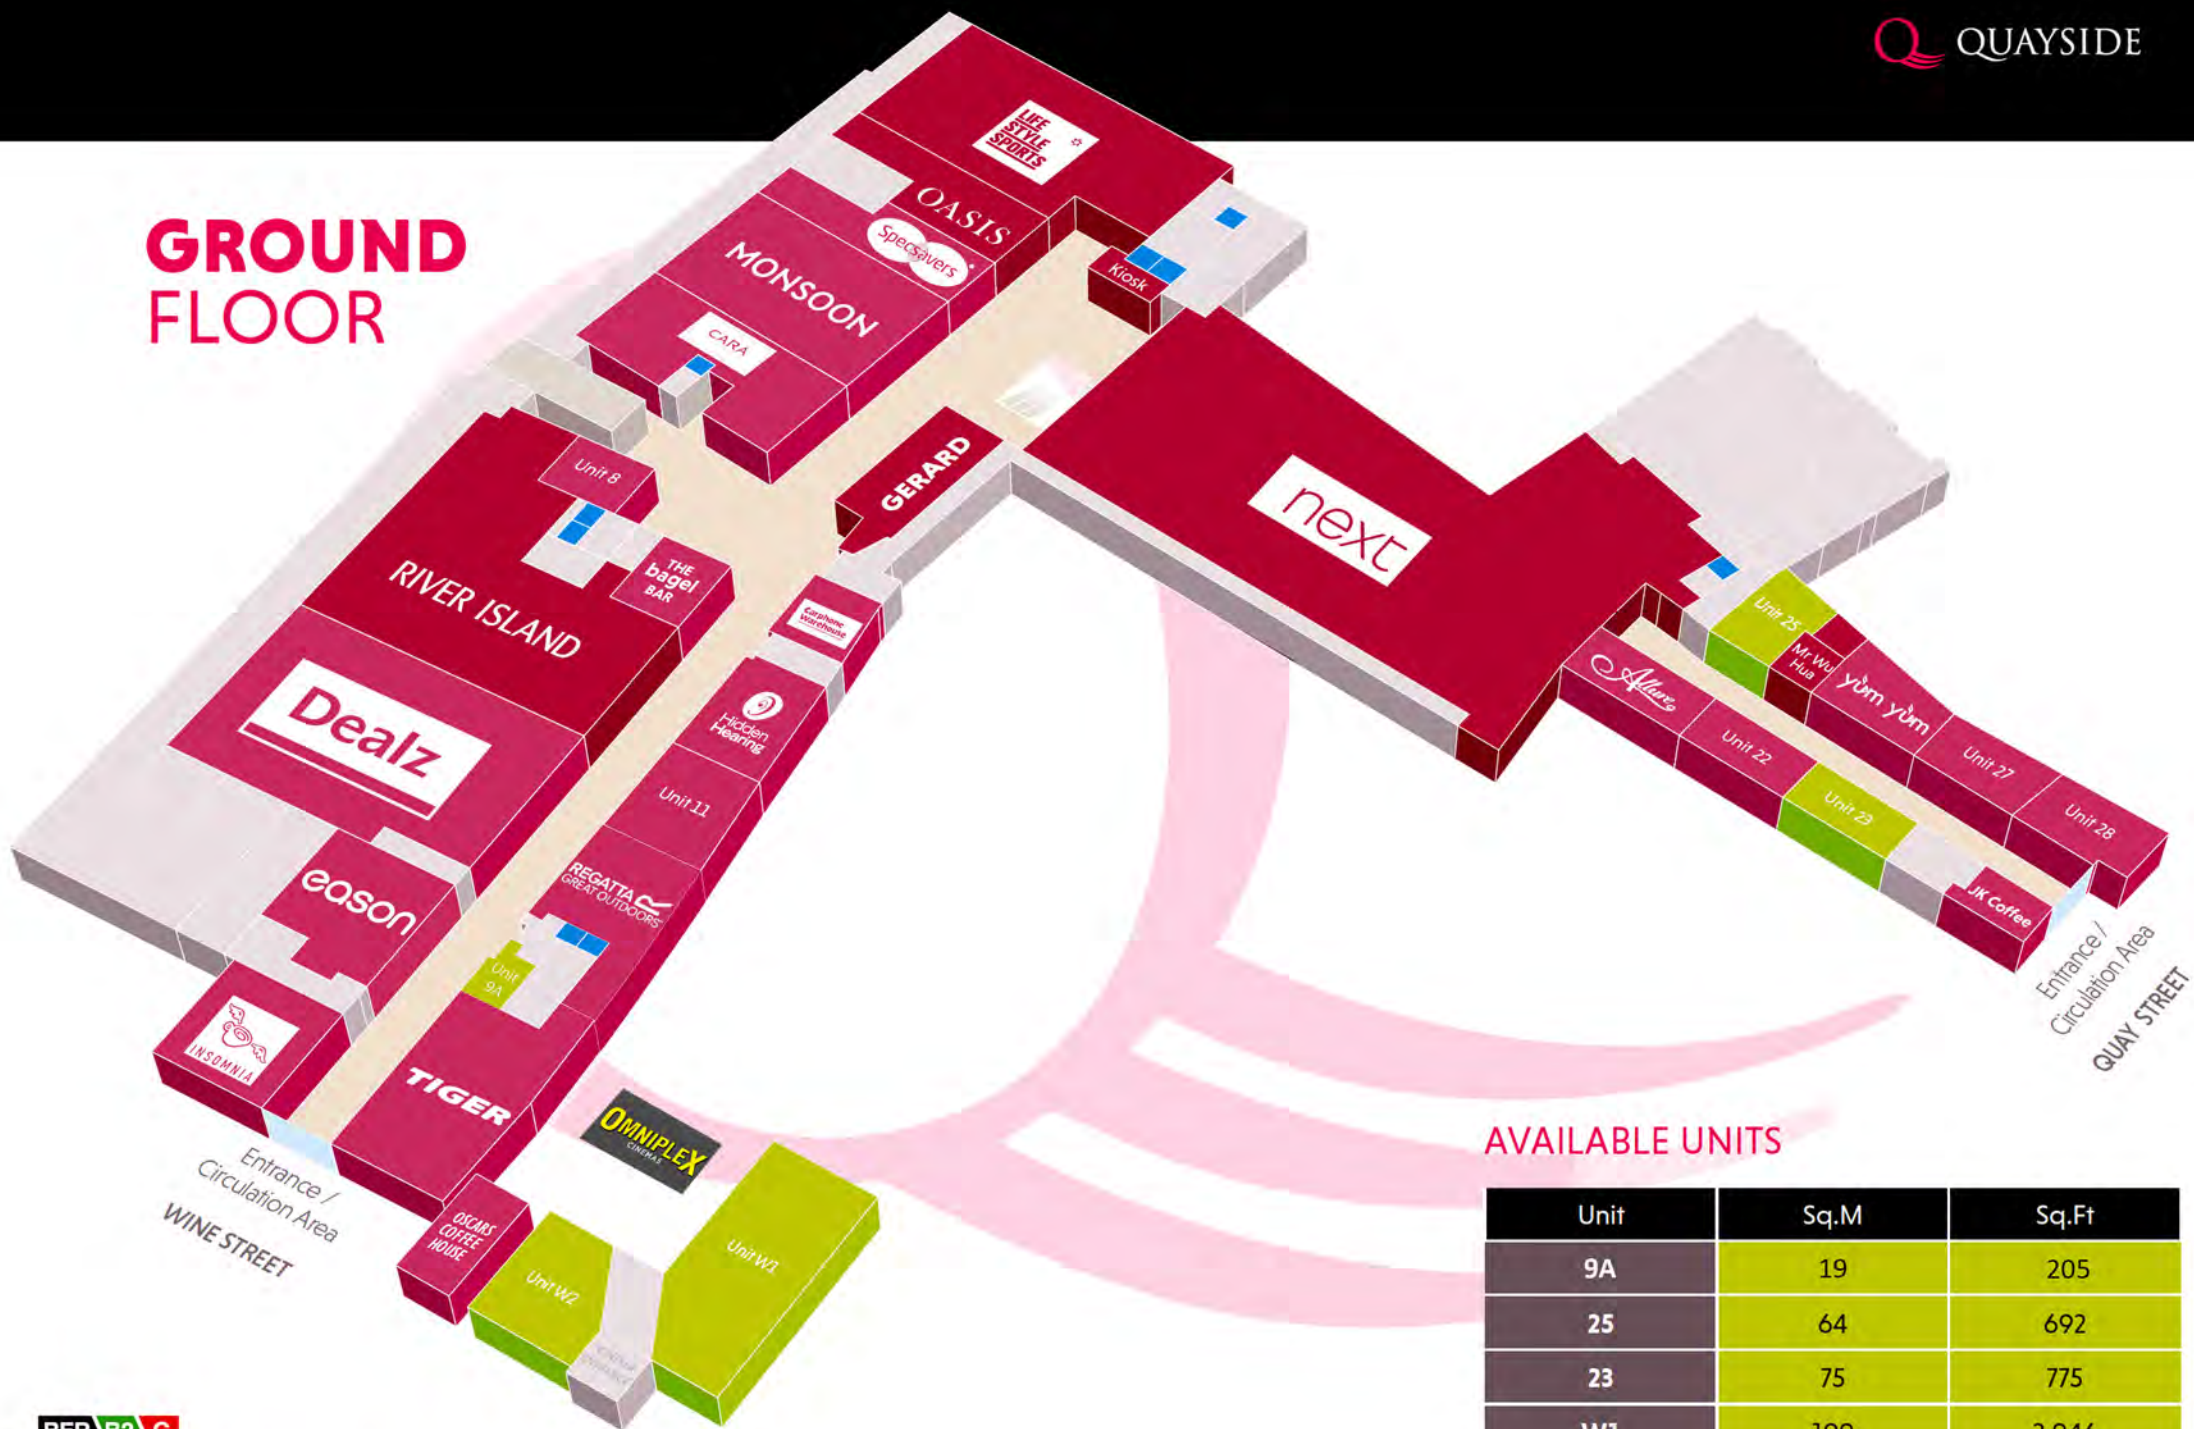 QUAYSIDE
GROUND
FLOOR
LIFE
STYLE
SPORTS
OASIS
Specsavers
MONSOON
CARA
Kiosk
Unit 8
GERARD
next
THE
bagel
BAR
RIVER ISLAND
Carphone
Warehouse
Dealz
Hidden
Hearing
Unit 11
REGATTA
GREAT OUTDOORS
eason
Unit
9A
INSOMNIA
TIGER
Unit 25
Mr Wu
Hua
yum yum
Allure
Unit 22
Unit 23
Unit 27
Unit 28
JK Coffee
Entrance /
Circulation Area
QUAY STREET
Entrance /
Circulation Area
WINE STREET
OMNIPLEX
CINEMAS
OSCARS
COFFEE
HOUSE
Unit W2
Unit W1
AVAILABLE UNITS
Unit Sq.M Sq.Ft
9A 19 205
25 64 692
23 75 775